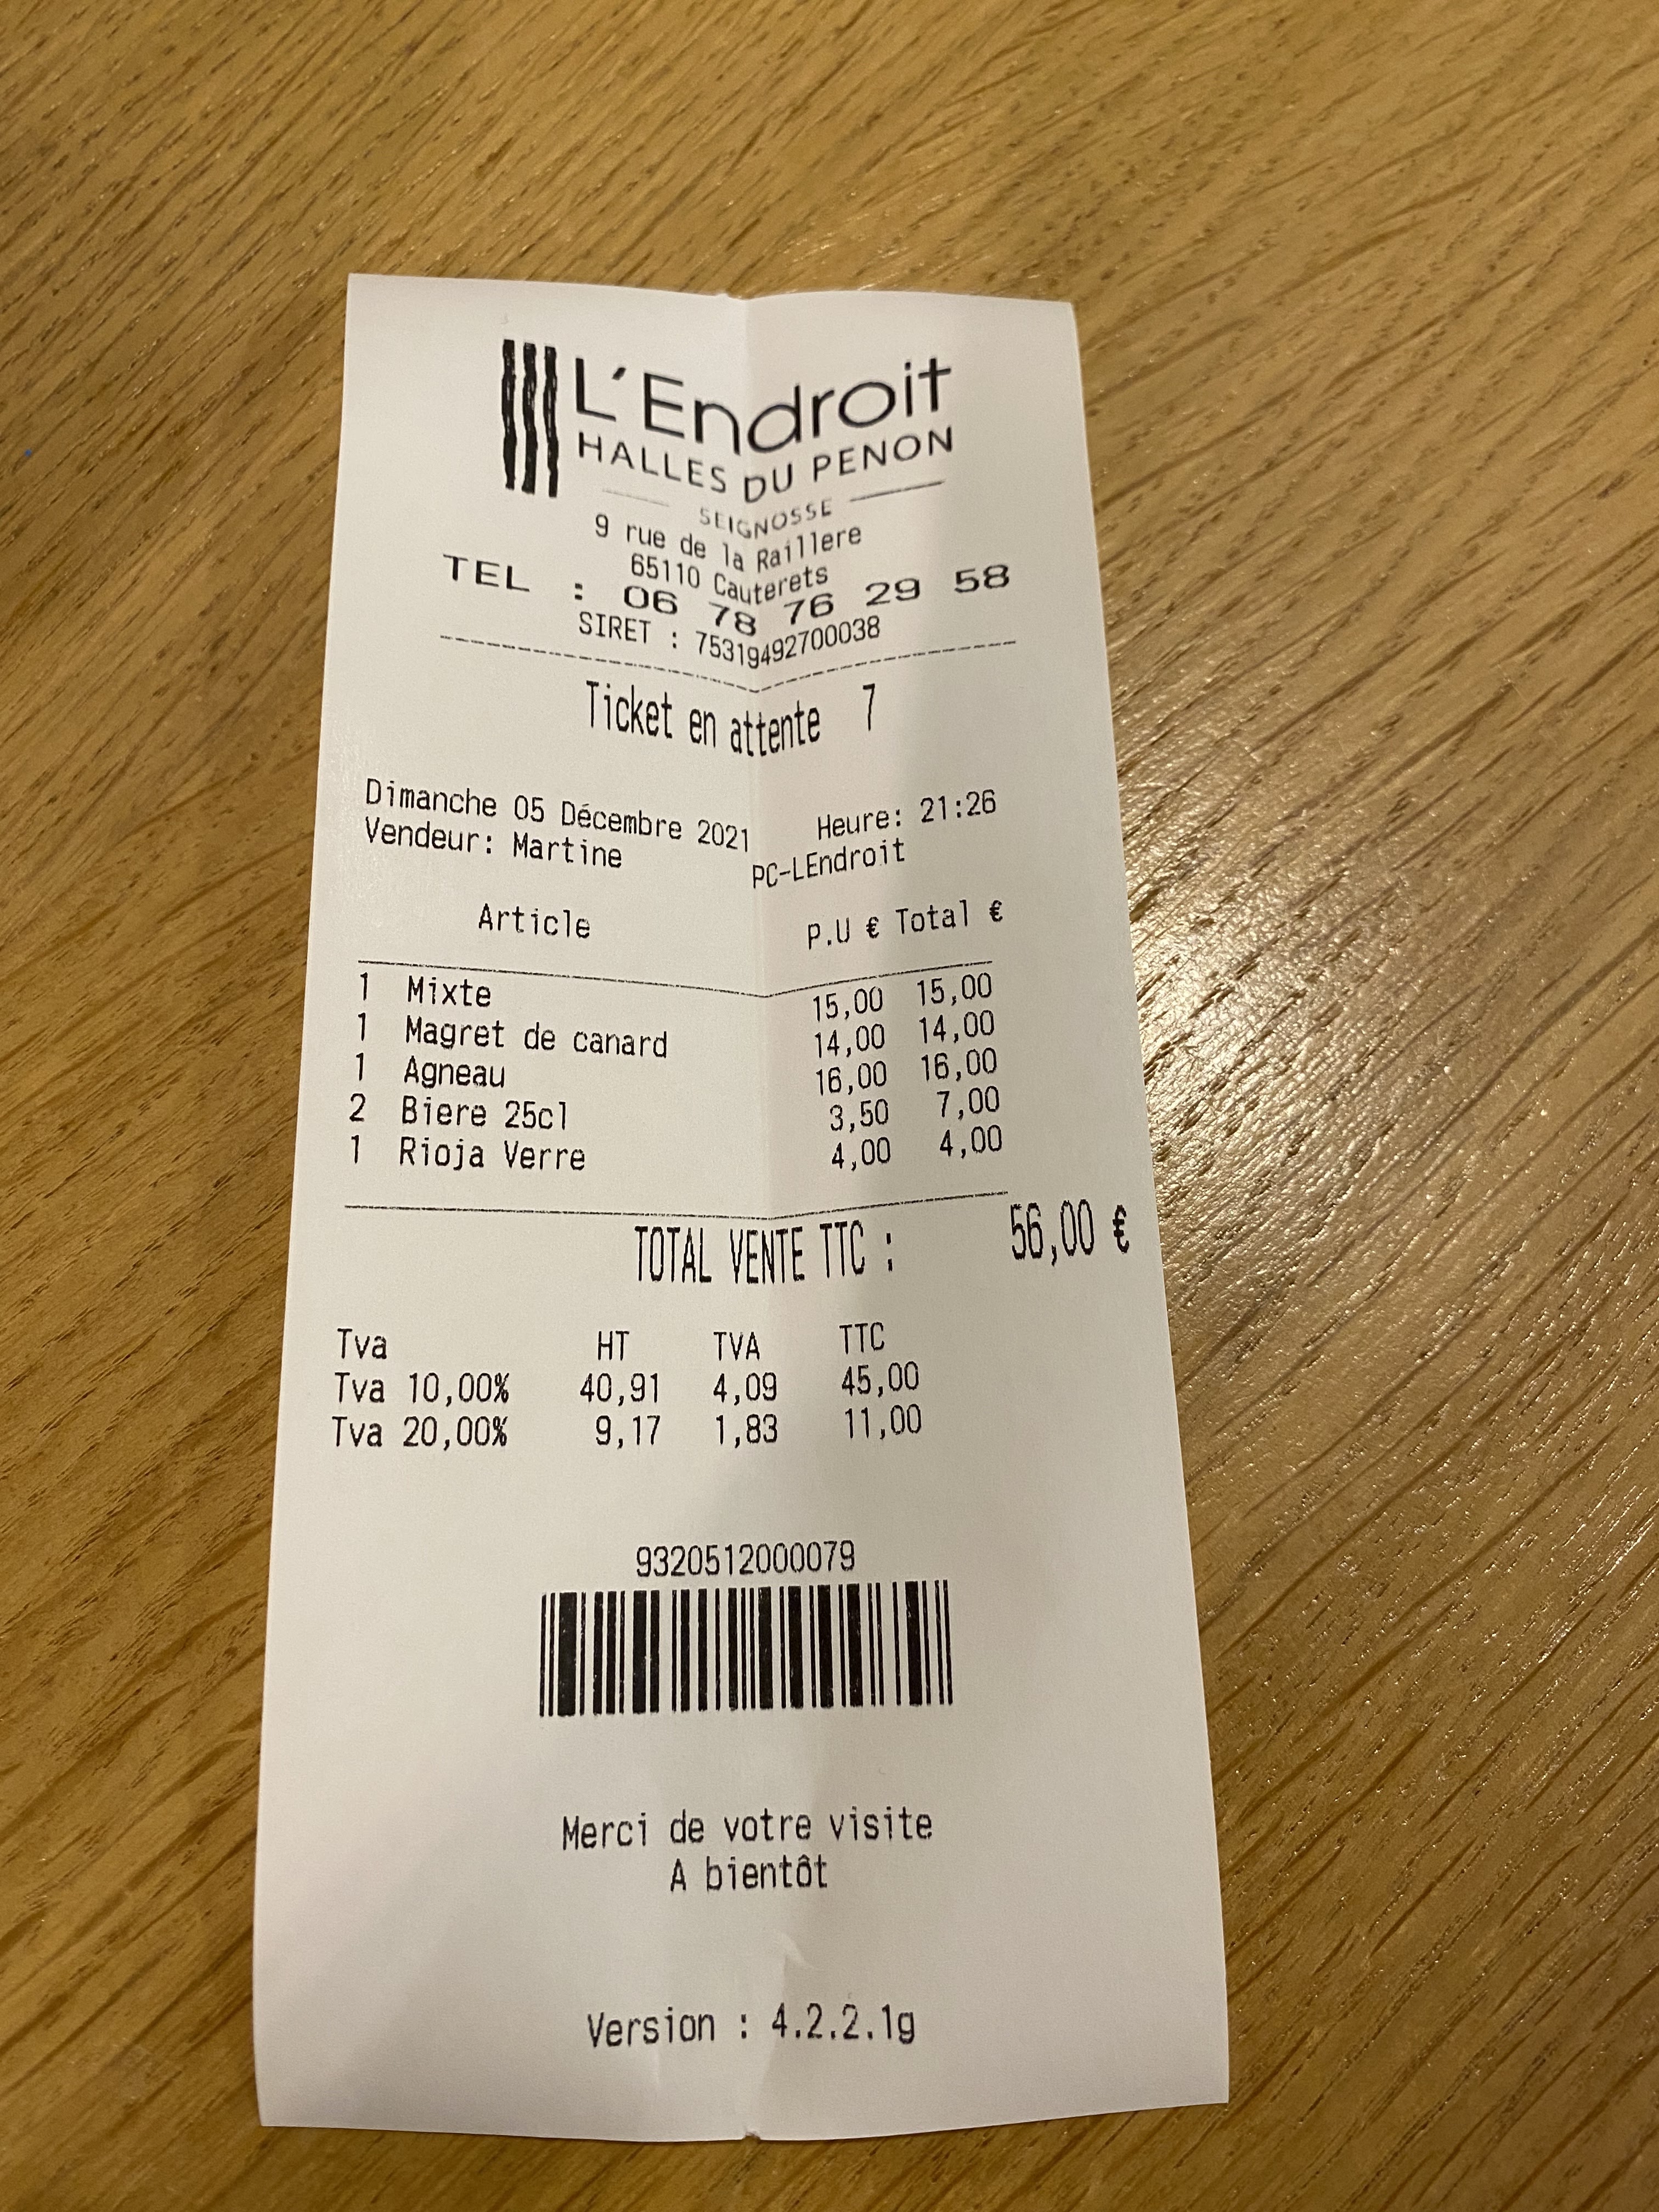 L'Endroit
HALLES DU PENON
SEIGNOSSE
9 rue de la Raillere
65110 Cauterets
TEL : 06 78 76 29 58
SIRET : 75319492700038
Ticket en attente 7
Dimanche 05 Décembre 2021 Heure: 21:26
Vendeur: Martine PC-LEndroit
Article P.U € Total €
1 Mixte 15,00 15,00
1 Magret de canard 14,00 14,00
1 Agneau 16,00 16,00
2 Biere 25cl 3,50 7,00
1 Rioja Verre 4,00 4,00
TOTAL VENTE TTC : 56,00 €
Tva HT TVA TTC
Tva 10,00% 40,91 4,09 45,00
Tva 20,00% 9,17 1,83 11,00
9320512000079
Merci de votre visite
A bientôt
Version : 4.2.2.1g